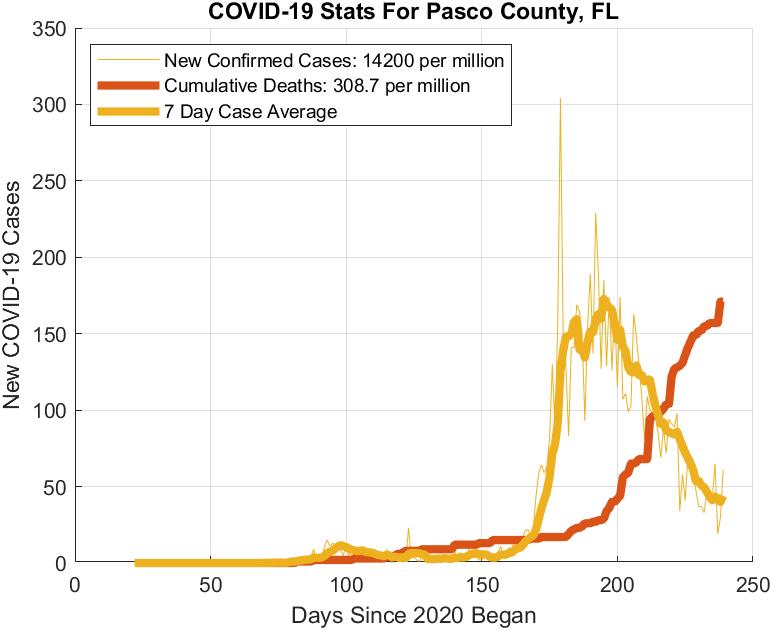 COVID-19 Stats For Pasco County, FL
New Confirmed Cases: 14200 per million
Cumulative Deaths: 308.7 per million
7 Day Case Average
New COVID-19 Cases
350
300
250
200
150
100
50
0
0 50 100 150 200 250
Days Since 2020 Began